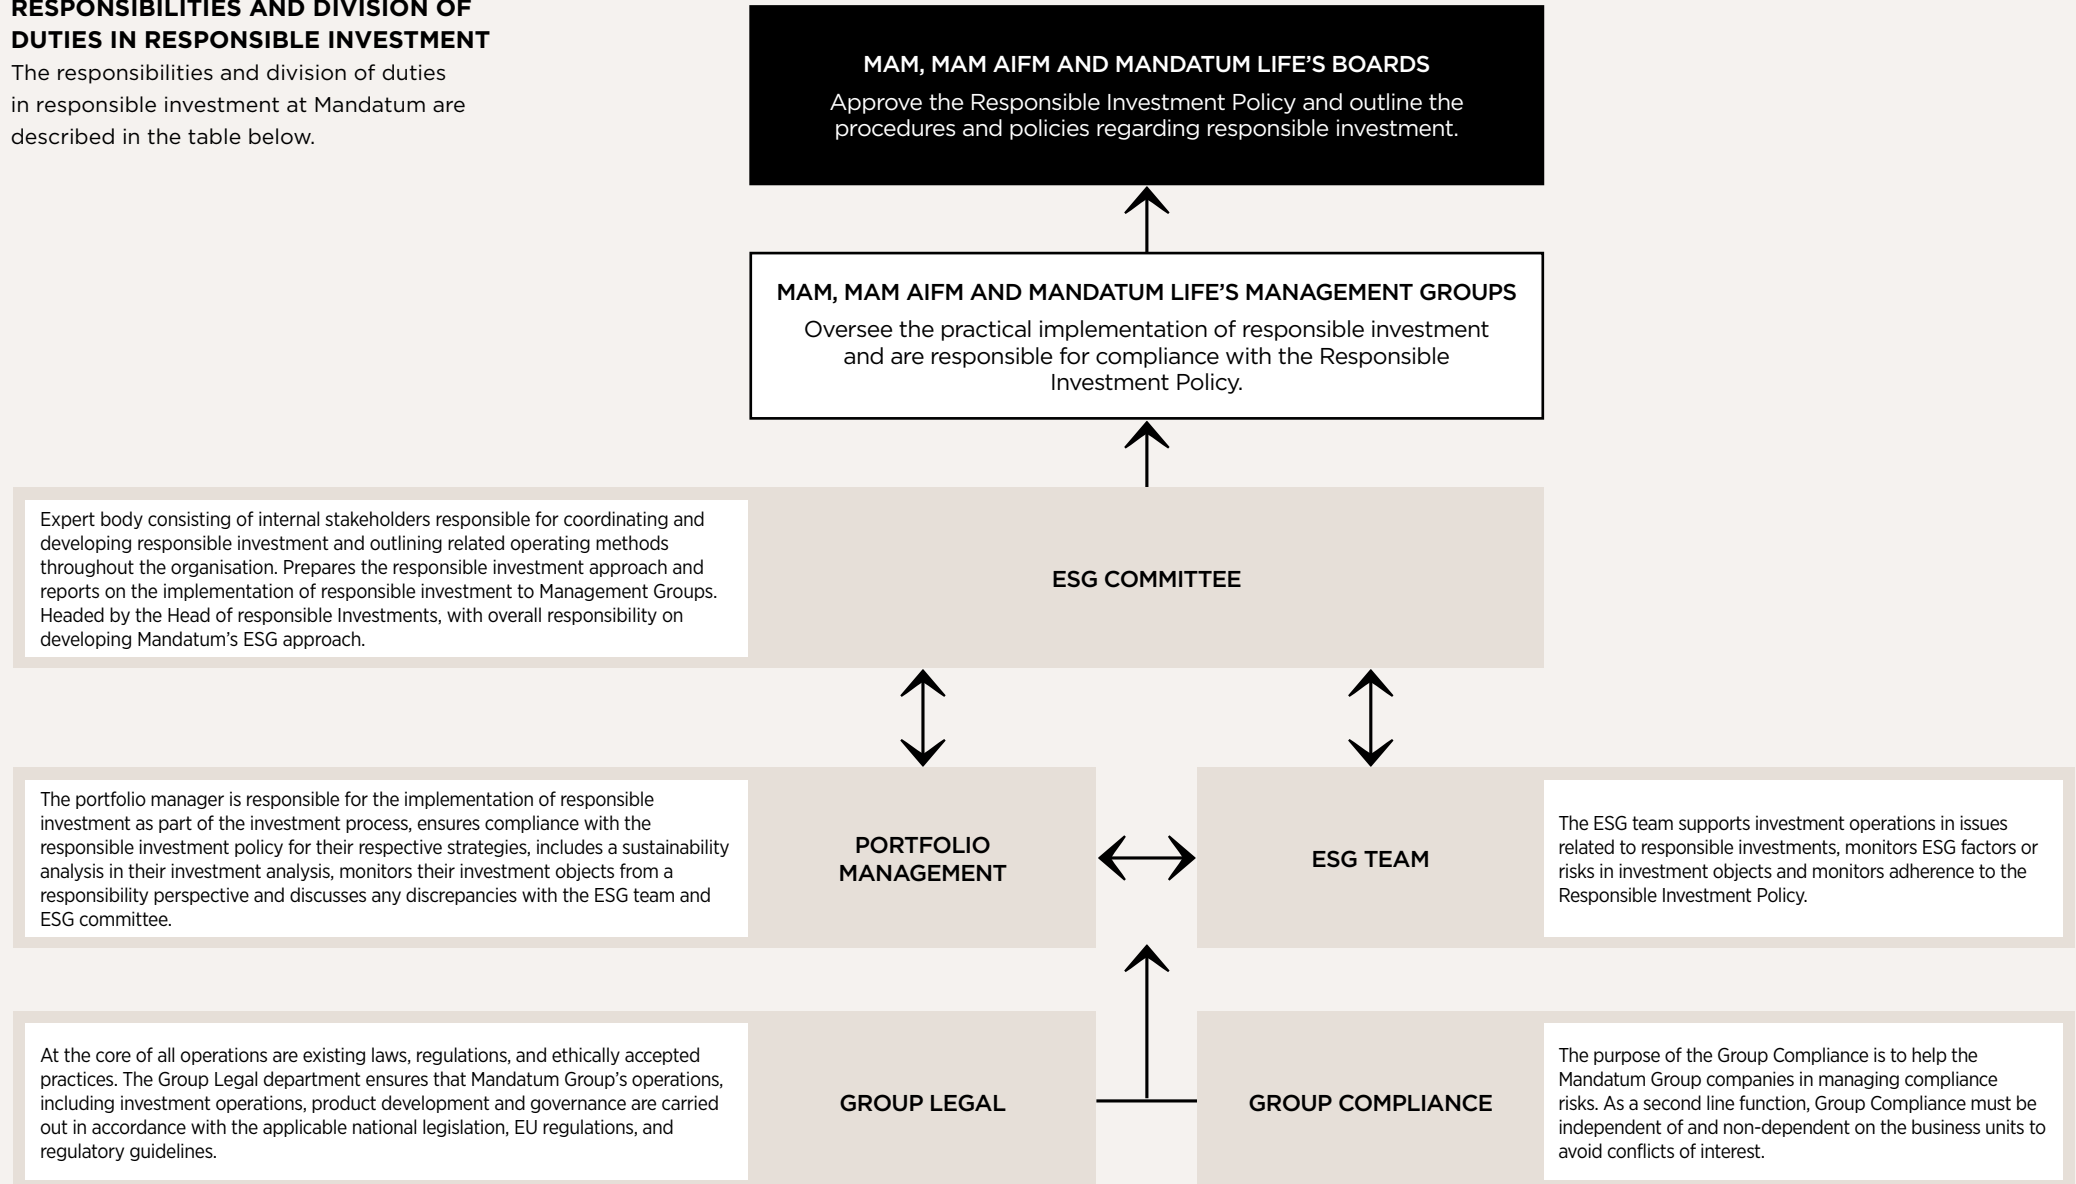 RESPONSIBILITIES AND DIVISION OF
DUTIES IN RESPONSIBLE INVESTMENT
The responsibilities and division of duties
in responsible investment at Mandatum are
described in the table below.
MAM, MAM AIFM AND MANDATUM LIFE’S BOARDS
Approve the Responsible Investment Policy and outline the
procedures and policies regarding responsible investment.
MAM, MAM AIFM AND MANDATUM LIFE’S MANAGEMENT GROUPS
Oversee the practical implementation of responsible investment
and are responsible for compliance with the Responsible
Investment Policy.
Expert body consisting of internal stakeholders responsible for coordinating and
developing responsible investment and outlining related operating methods
throughout the organisation. Prepares the responsible investment approach and
reports on the implementation of responsible investment to Management Groups.
Headed by the Head of responsible Investments, with overall responsibility on
developing Mandatum’s ESG approach.
ESG COMMITTEE
The portfolio manager is responsible for the implementation of responsible
investment as part of the investment process, ensures compliance with the
responsible investment policy for their respective strategies, includes a sustainability
analysis in their investment analysis, monitors their investment objects from a
responsibility perspective and discusses any discrepancies with the ESG team and
ESG committee.
PORTFOLIO
MANAGEMENT
ESG TEAM
The ESG team supports investment operations in issues
related to responsible investments, monitors ESG factors or
risks in investment objects and monitors adherence to the
Responsible Investment Policy.
At the core of all operations are existing laws, regulations, and ethically accepted
practices. The Group Legal department ensures that Mandatum Group’s operations,
including investment operations, product development and governance are carried
out in accordance with the applicable national legislation, EU regulations, and
regulatory guidelines.
GROUP LEGAL
GROUP COMPLIANCE
The purpose of the Group Compliance is to help the
Mandatum Group companies in managing compliance
risks. As a second line function, Group Compliance must be
independent of and non-dependent on the business units to
avoid conflicts of interest.